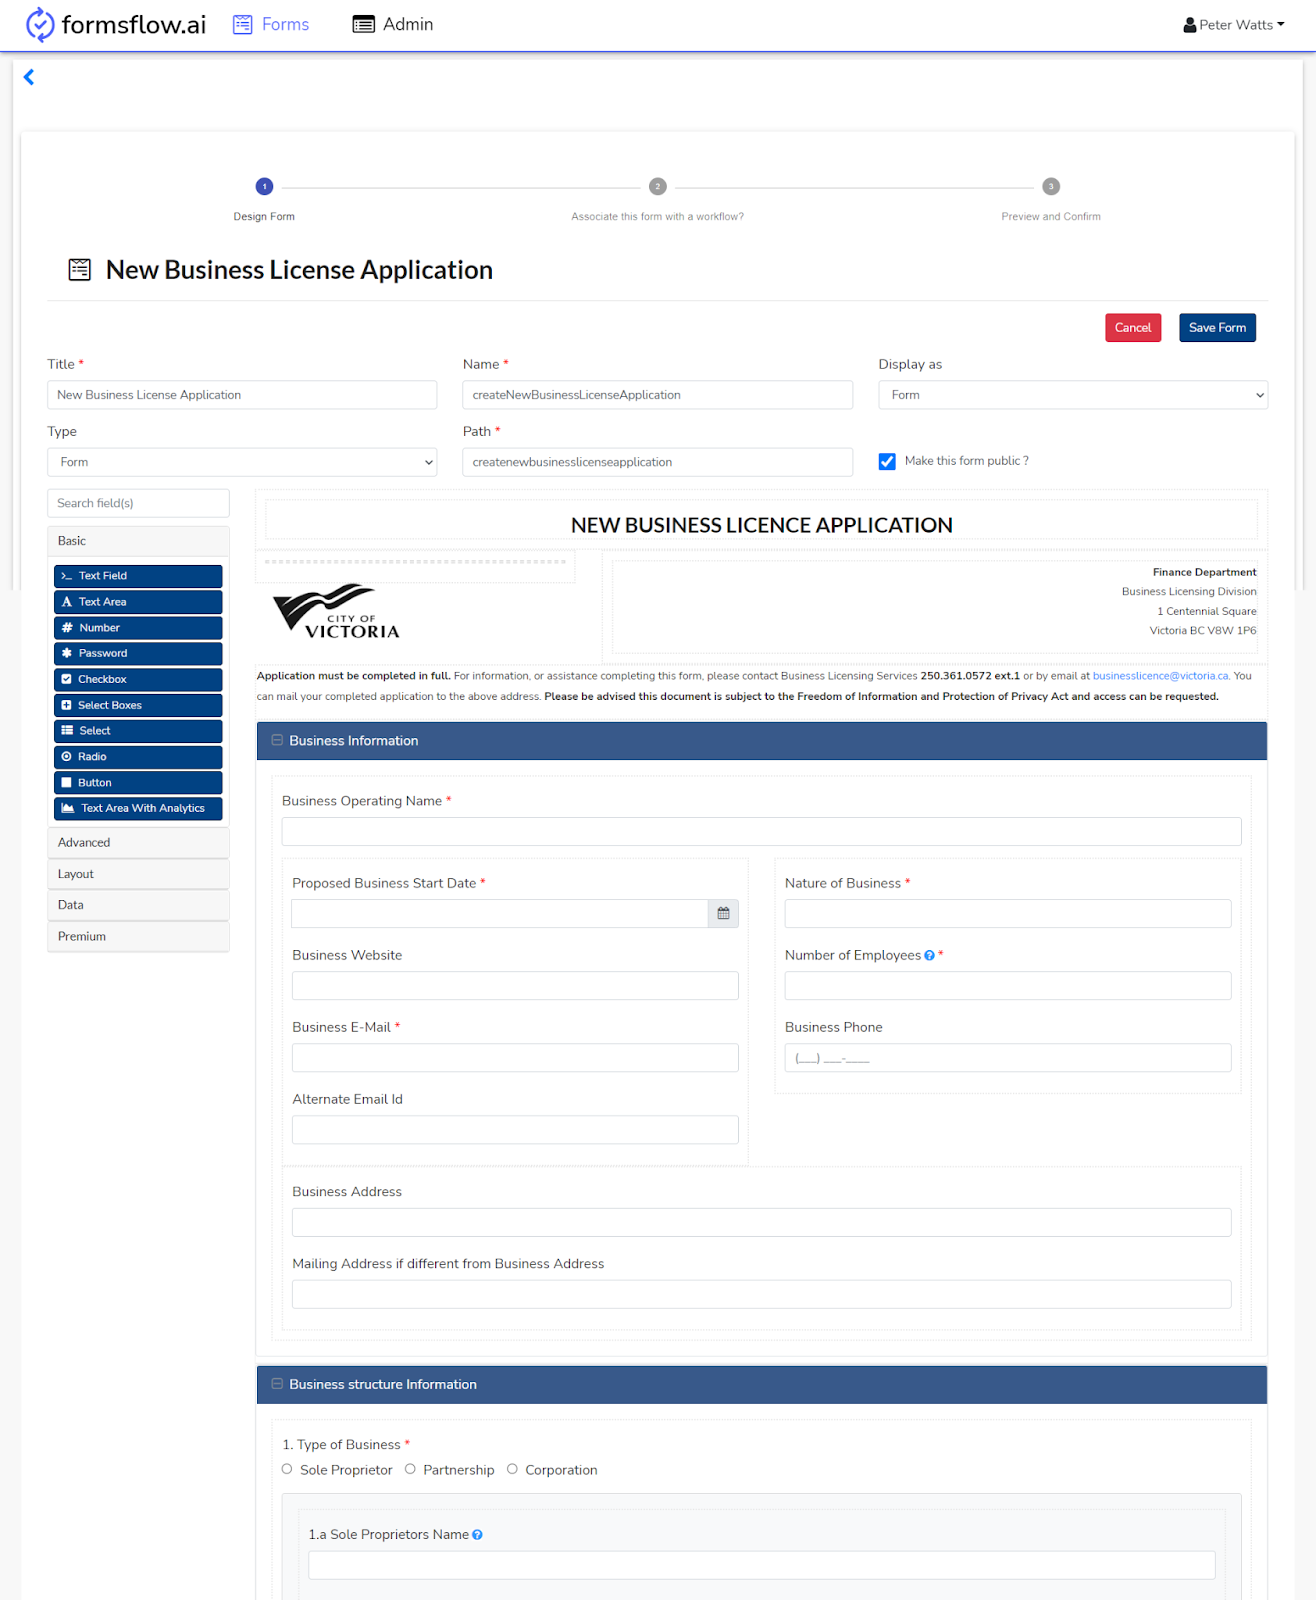 formsflow.ai Forms Admin Peter Watts
1 2 3
Design Form Associate this form with a workflow? Preview and Confirm
New Business License Application
Cancel Save Form
Title * Name * Display as
New Business License Application createNewBusinessLicenseApplication Form
Type Path *
Form createnewbusinesslicenseapplication Make this form public ?
Search field(s)
Basic
Text Field
Text Area
Number
Password
Checkbox
Select Boxes
Select
Radio
Button
Text Area With Analytics
Advanced
Layout
Data
Premium
NEW BUSINESS LICENCE APPLICATION
CITY OF
VICTORIA
Finance Department
Business Licensing Division
1 Centennial Square
Victoria BC V8W 1P6
Application must be completed in full. For information, or assistance completing this form, please contact Business Licensing Services 250.361.0572 ext.1 or by email at businesslicence@victoria.ca. You
can mail your completed application to the above address. Please be advised this document is subject to the Freedom of Information and Protection of Privacy Act and access can be requested.
Business Information
Business Operating Name *
Proposed Business Start Date * Nature of Business *
Business Website Number of Employees *
Business E-Mail * Business Phone
(___) ___-____
Alternate Email Id
Business Address
Mailing Address if different from Business Address
Business structure Information
1. Type of Business *
Sole Proprietor Partnership Corporation
1.a Sole Proprietors Name